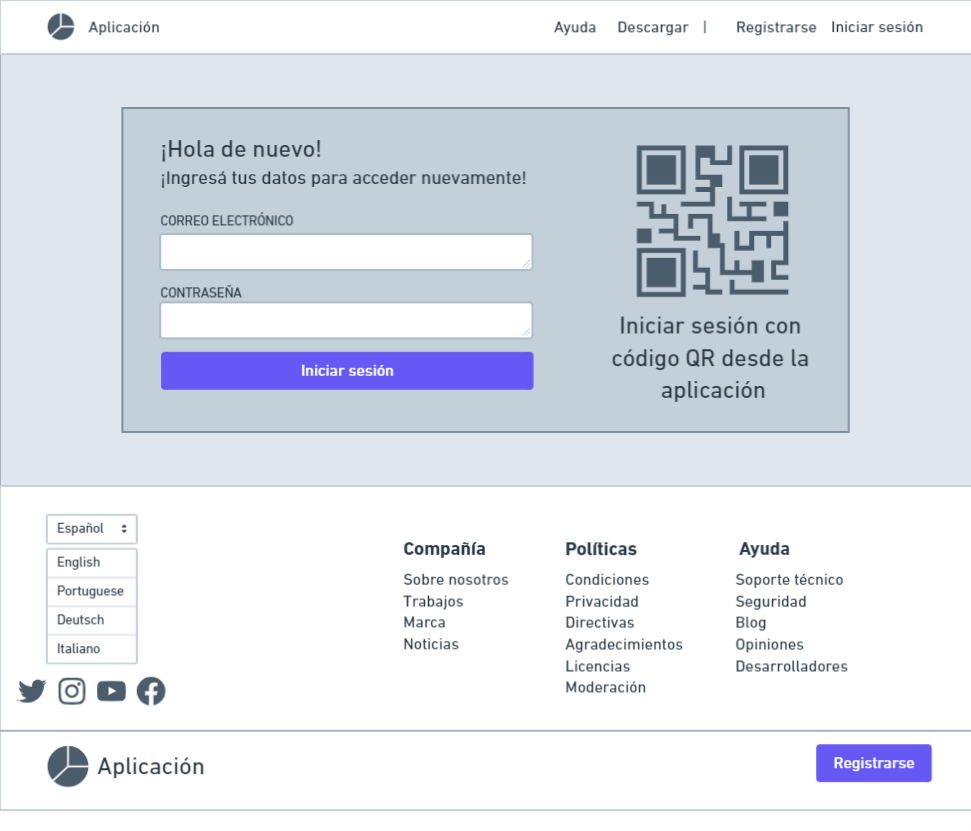 Aplicación
Ayuda Descargar | Registrarse Iniciar sesión
¡Hola de nuevo!
¡Ingresá tus datos para acceder nuevamente!
CORREO ELECTRÓNICO
CONTRASEÑA
Iniciar sesión
Iniciar sesión con
código QR desde la
aplicación
Español
English
Portuguese
Deutsch
Italiano
Compañía
Sobre nosotros
Trabajos
Marca
Noticias
Políticas
Condiciones
Privacidad
Directivas
Agradecimientos
Licencias
Moderación
Ayuda
Soporte técnico
Seguridad
Blog
Opiniones
Desarrolladores
Aplicación
Registrarse